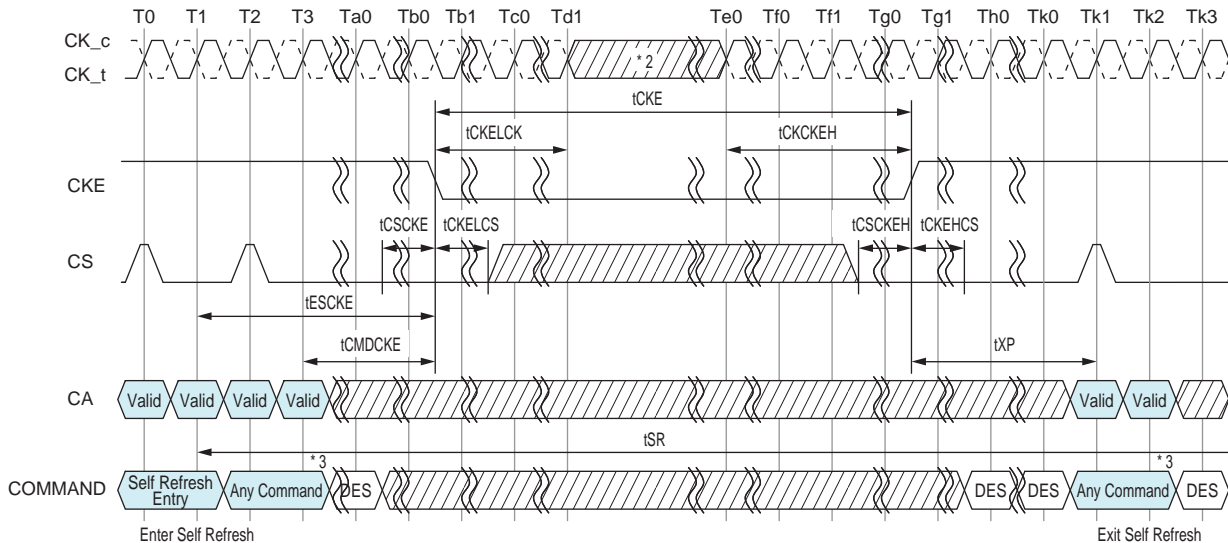 T0 T1 T2 T3 Ta0 Tb0 Tb1 Tc0 Td1 Te0 Tf0 Tf1 Tg0 Tg1 Th0 Tk0 Tk1 Tk2 Tk3
CK_c
CK_t
* 2
tCKE
tCKELCK tCKCKEH
CKE
tCSCKE tCKELCS tCSCKEH tCKEHCS
CS
tESCKE
tCMDCKE tXP
CA Valid Valid Valid Valid Valid Valid
tSR
* 3 * 3
COMMAND Self Refresh Entry Any Command DES DES DES Any Command DES
Enter Self Refresh Exit Self Refresh